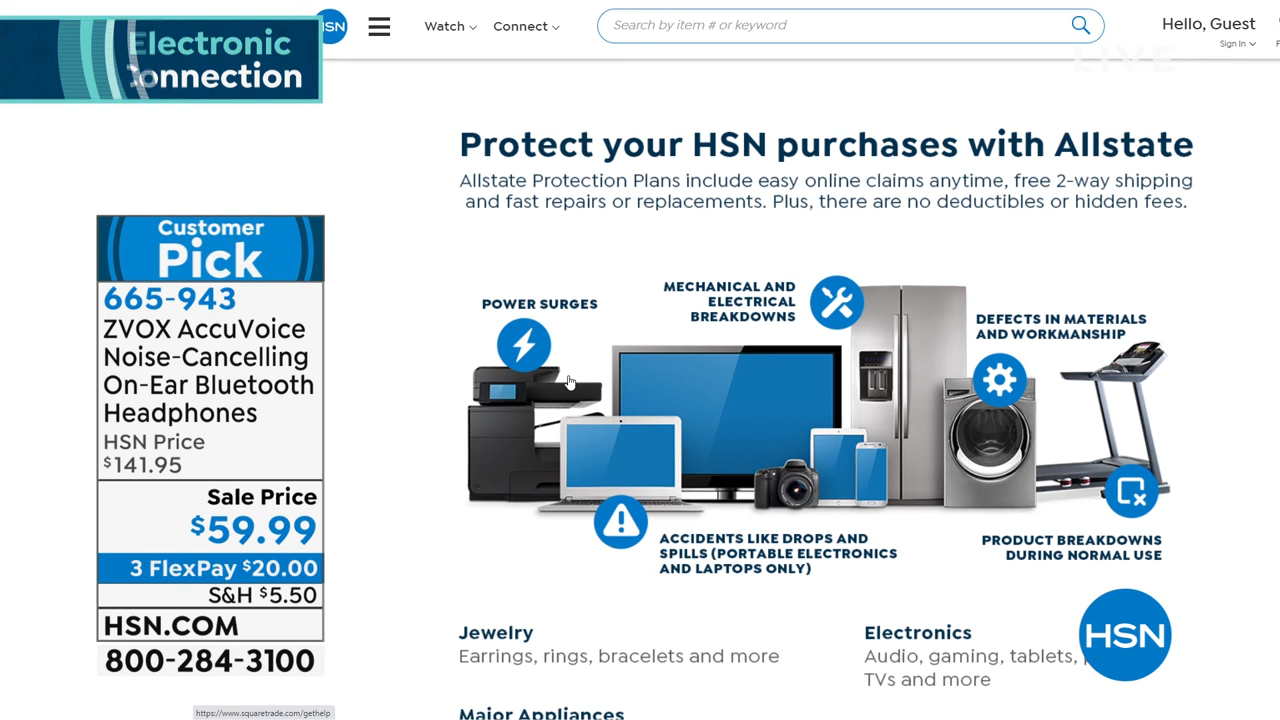 Electronic
Connection
HSN
Watch
Connect
Search by item # or keyword
Hello, Guest
Sign In
LIVE
Protect your HSN purchases with Allstate
Allstate Protection Plans include easy online claims anytime, free 2-way shipping
and fast repairs or replacements. Plus, there are no deductibles or hidden fees.
Customer
Pick
665-943
ZVOX AccuVoice
Noise-Cancelling
On-Ear Bluetooth
Headphones
HSN Price
$141.95
Sale Price
$59.99
3 FlexPay $20.00
S&H $5.50
HSN.COM
800-284-3100
POWER SURGES
MECHANICAL AND
ELECTRICAL
BREAKDOWNS
DEFECTS IN MATERIALS
AND WORKMANSHIP
ACCIDENTS LIKE DROPS AND
SPILLS (PORTABLE ELECTRONICS
AND LAPTOPS ONLY)
PRODUCT BREAKDOWNS
DURING NORMAL USE
Jewelry
Earrings, rings, bracelets and more
Electronics
Audio, gaming, tablets,
TVs and more
HSN
Major Appliances
https://www.squaretrade.com/gethelp